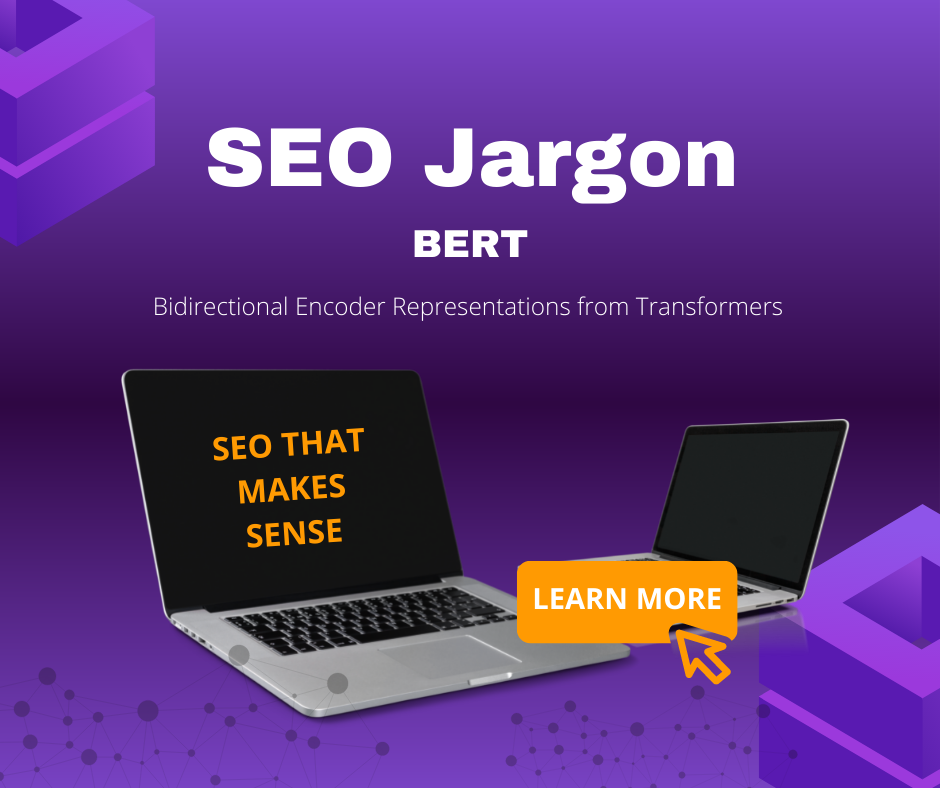 SEO Jargon
BERT
Bidirectional Encoder Representations from Transformers
SEO THAT
MAKES
SENSE
LEARN MORE